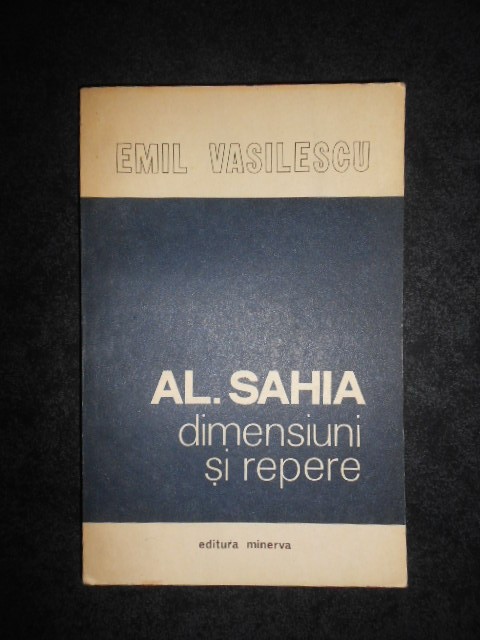 EMIL VASILESCU
AL. SAHIA
dimensiuni
și repere
editura minerva